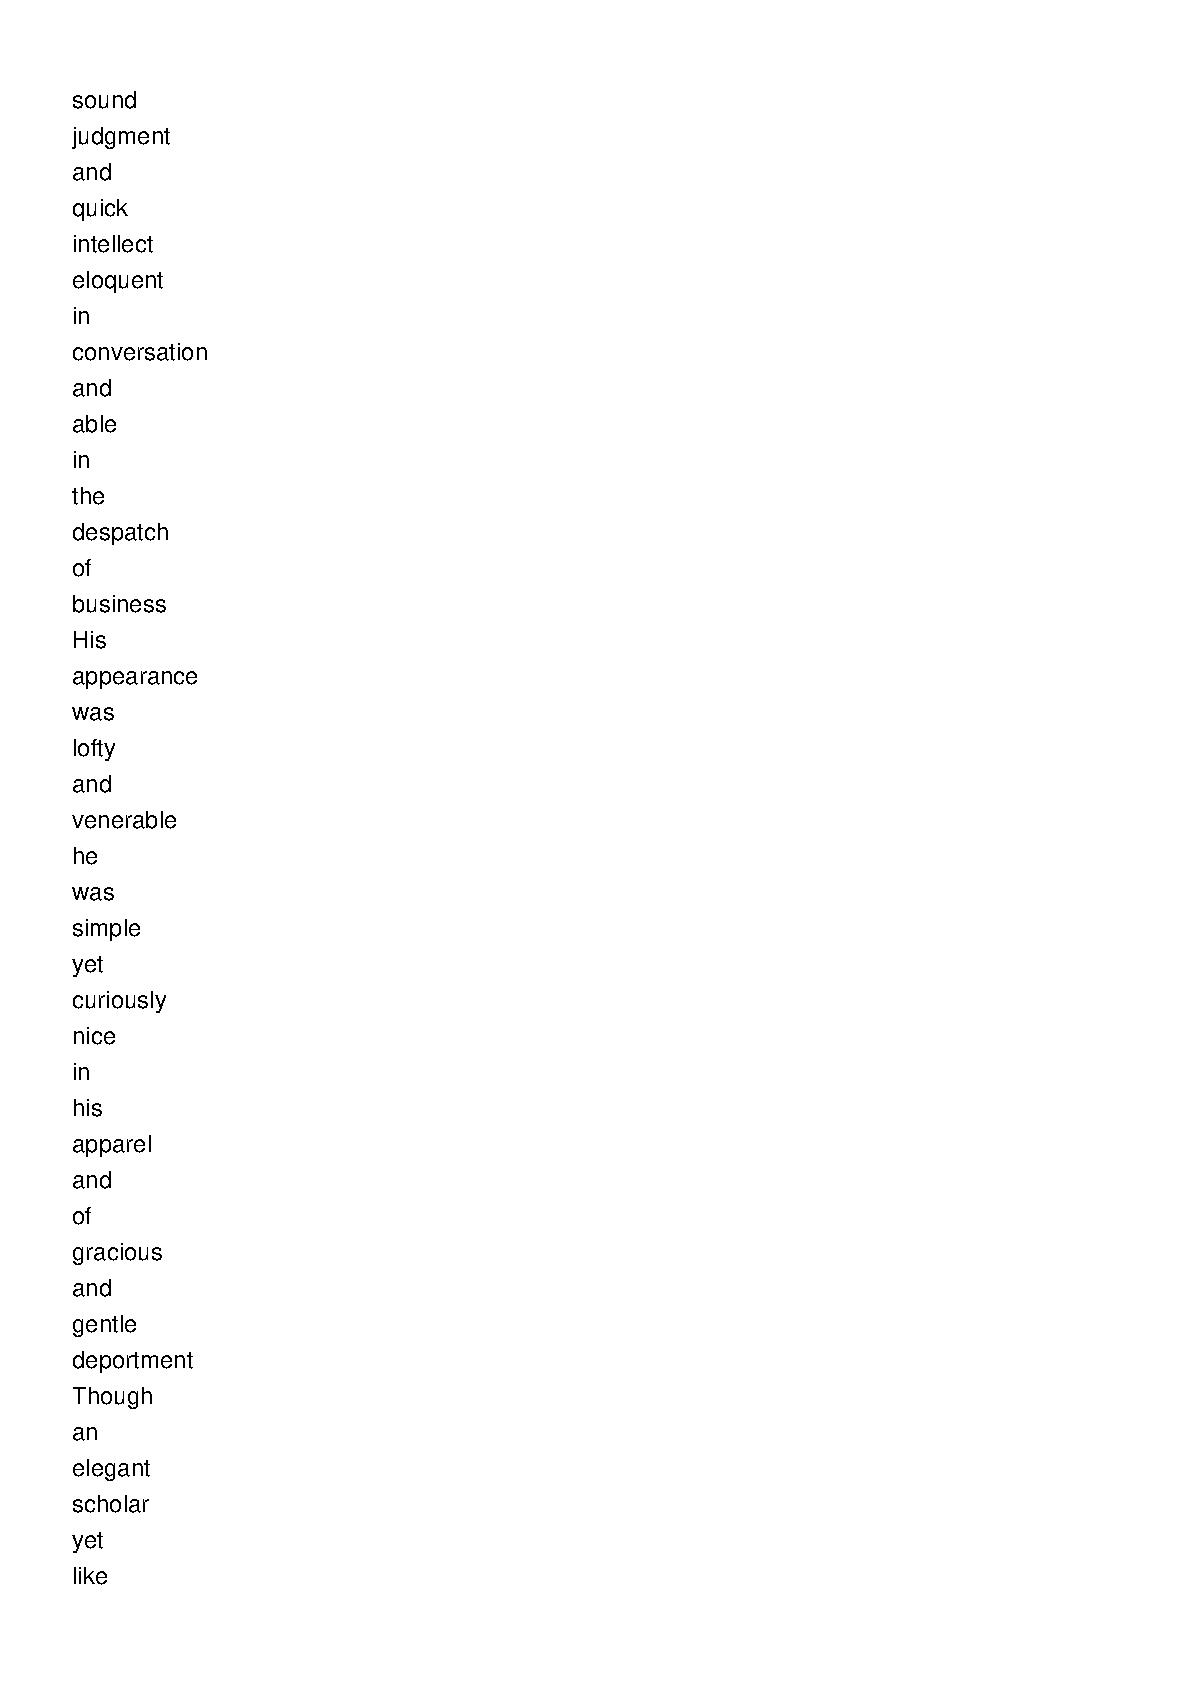 sound
judgment
and
quick
intellect
eloquent
in
conversation
and
able
in
the
despatch
of
business
His
appearance
was
lofty
and
venerable
he
was
simple
yet
curiously
nice
in
his
apparel
and
of
gracious
and
gentle
deportment
Though
an
elegant
scholar
yet
like